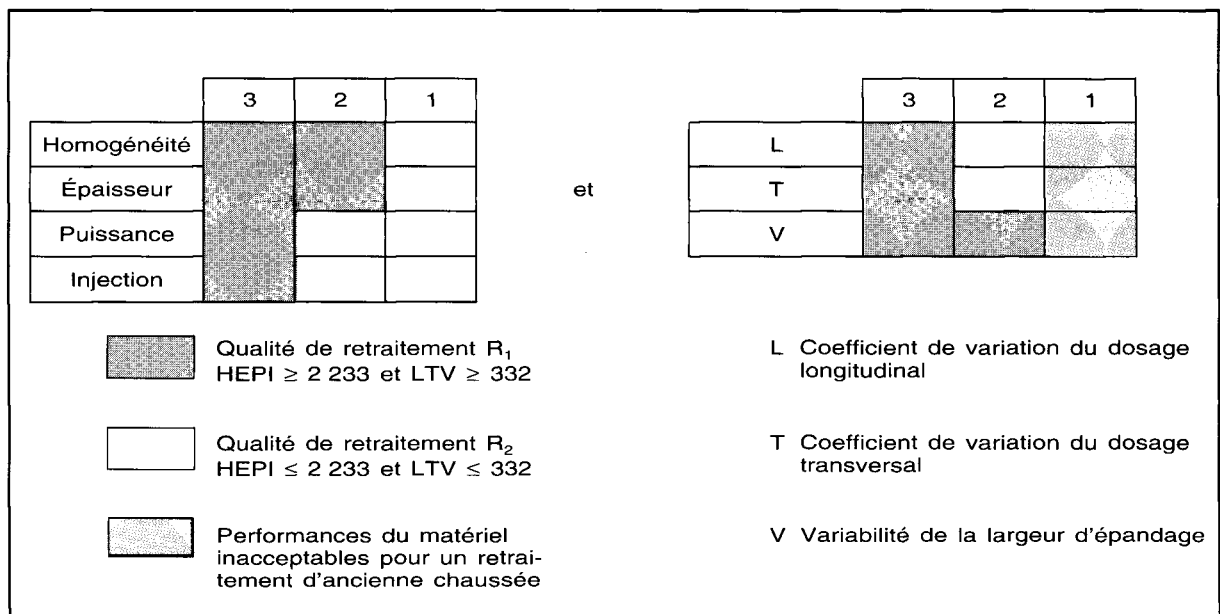 3 2 1
Homogénéité
Épaisseur
Puissance
Injection
et
3 2 1
L
T
V
Qualité de retraitement R₁
HEPI ≥ 2 233 et LTV ≥ 332
Qualité de retraitement R₂
HEPI ≤ 2 233 et LTV ≤ 332
Performances du matériel
inacceptables pour un retrai-
tement d'ancienne chaussée
L Coefficient de variation du dosage
longitudinal
T Coefficient de variation du dosage
transversal
V Variabilité de la largeur d'épandage